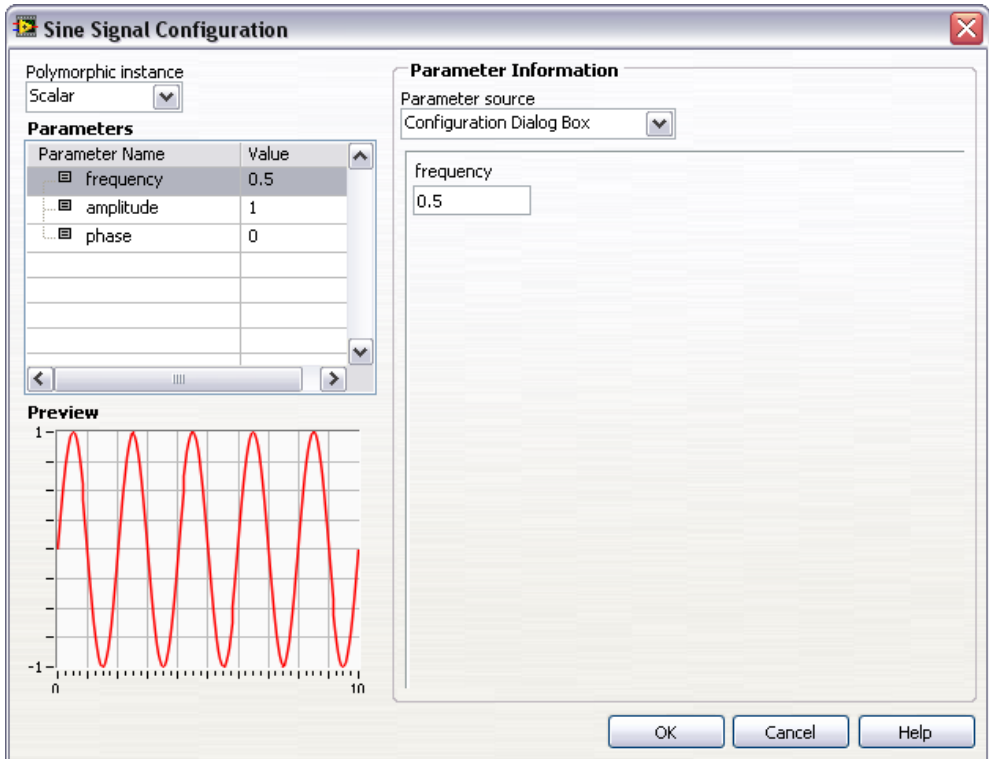 Sine Signal Configuration
Polymorphic instance
Scalar
Parameters
Parameter Name Value
frequency 0.5
amplitude 1
phase 0
Preview
1
-1
0 10
Parameter Information
Parameter source
Configuration Dialog Box
frequency
0.5
OK Cancel Help